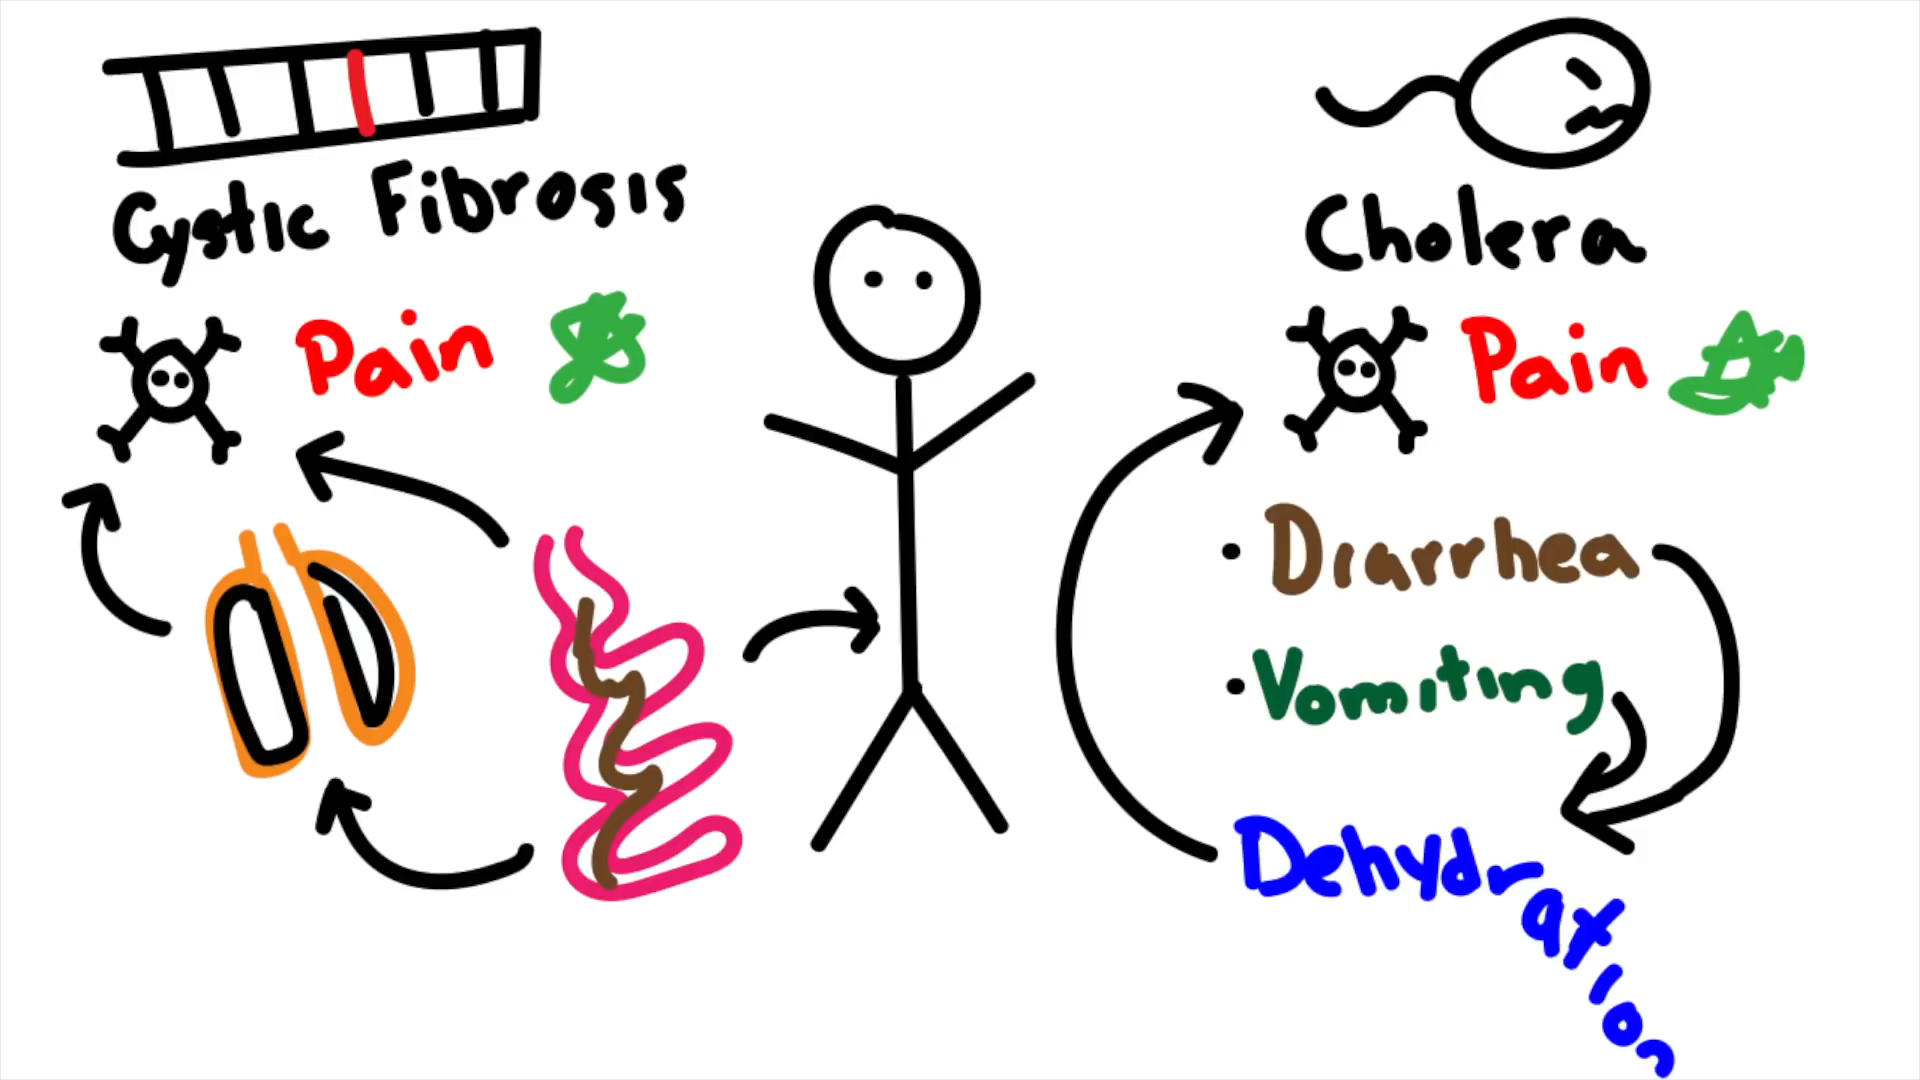 Cystic Fibrosis
Pain
Cholera
Pain
· Diarrhea
· Vomiting
Dehydration